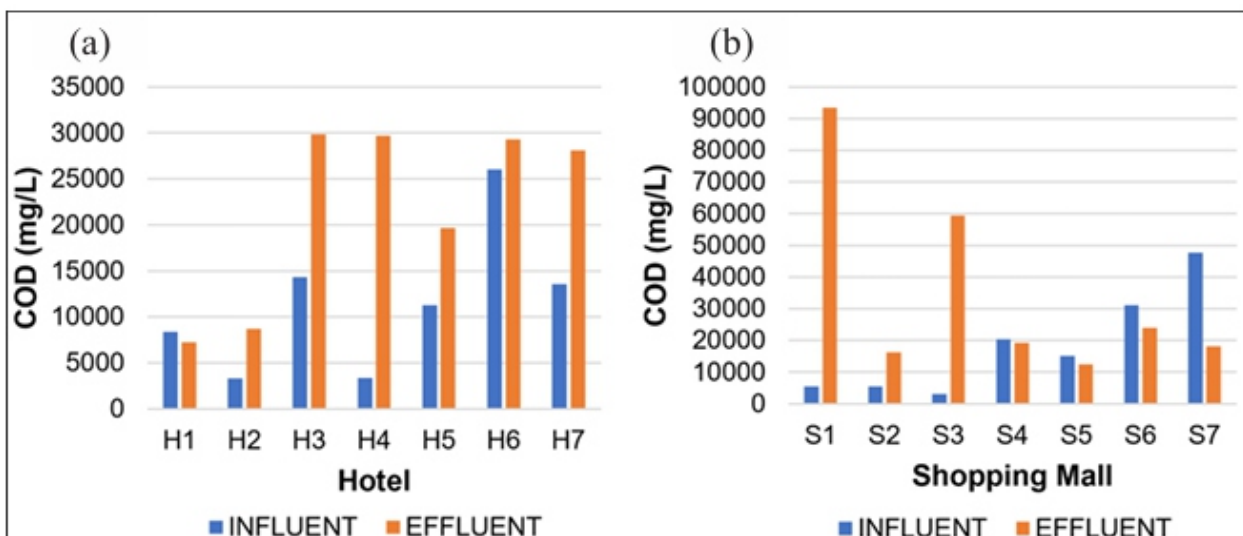 (a)
35000
30000
25000
20000
15000
10000
5000
0
COD (mg/L)
H1 H2 H3 H4 H5 H6 H7
Hotel
INFLUENT EFFLUENT
(b)
100000
90000
80000
70000
60000
50000
40000
30000
20000
10000
0
COD (mg/L)
S1 S2 S3 S4 S5 S6 S7
Shopping Mall
INFLUENT EFFLUENT